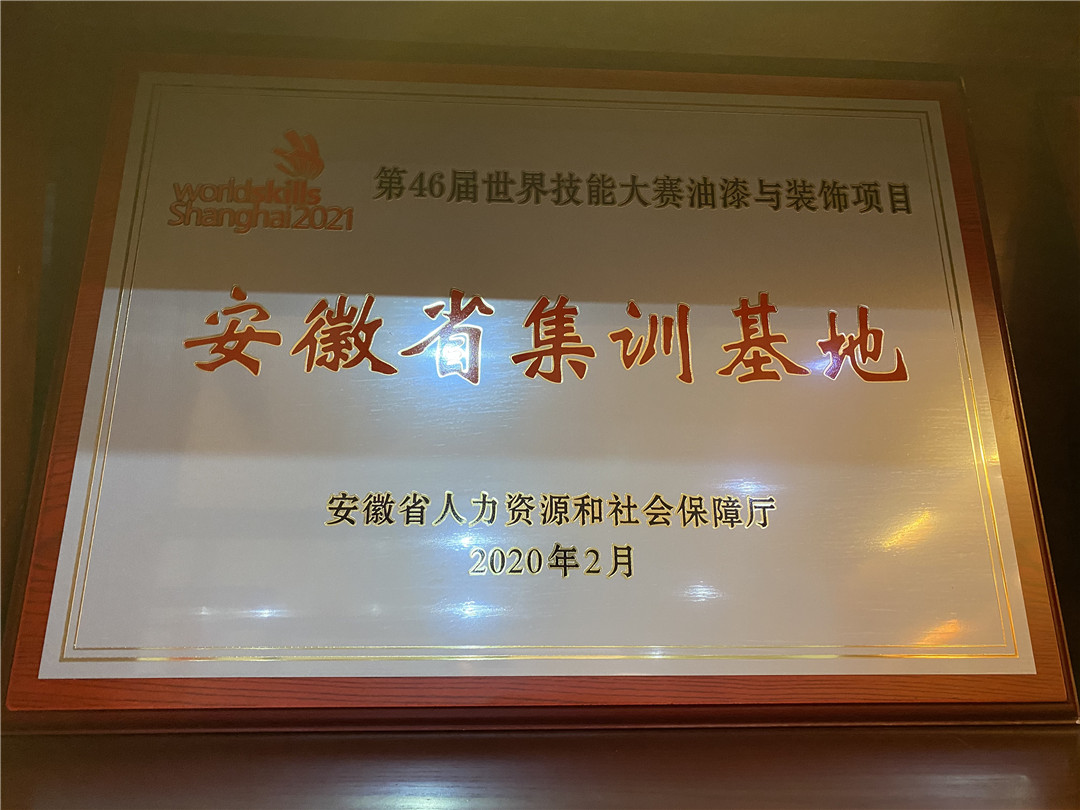 worldskills
Shanghai2021
第46届世界技能大赛油漆与装饰项目
安徽省集训基地
安徽省人力资源和社会保障厅
2020年2月